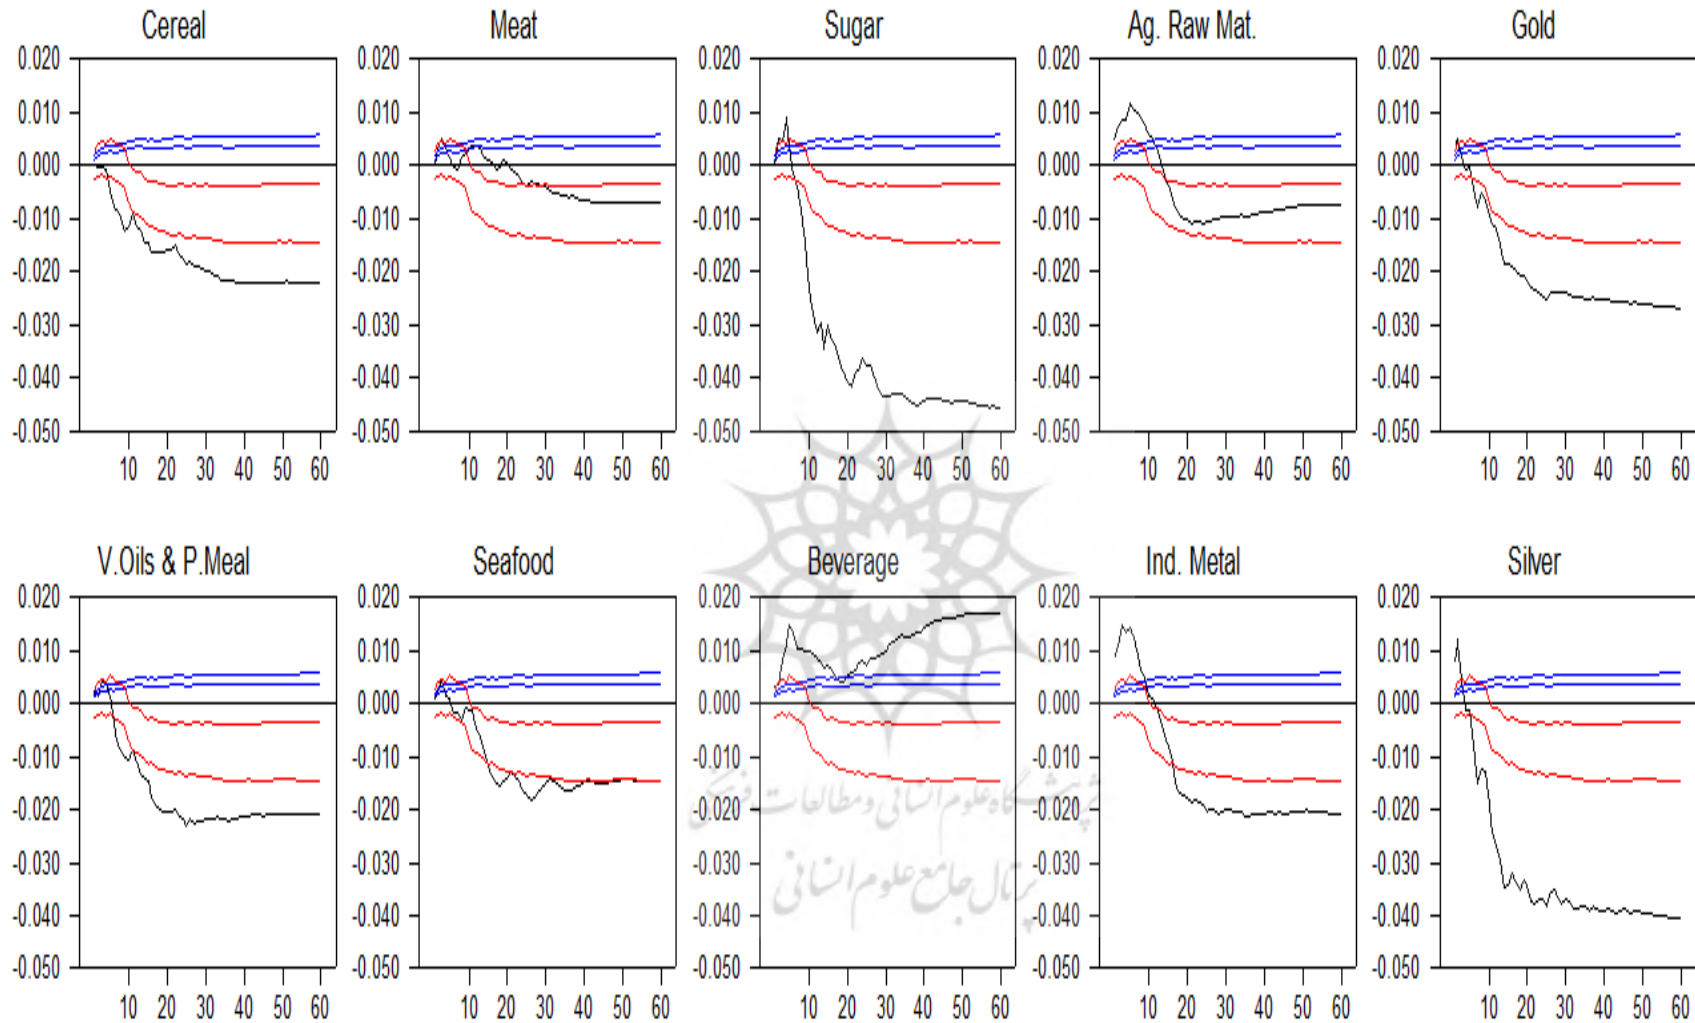 Cereal
Meat
Sugar
Ag. Raw Mat.
Gold
0.020 0.020 0.020 0.020 0.020
0.010 0.010 0.010 0.010 0.010
0.000 0.000 0.000 0.000 0.000
-0.010 -0.010 -0.010 -0.010 -0.010
-0.020 -0.020 -0.020 -0.020 -0.020
-0.030 -0.030 -0.030 -0.030 -0.030
-0.040 -0.040 -0.040 -0.040 -0.040
-0.050 -0.050 -0.050 -0.050 -0.050
10 20 30 40 50 60 10 20 30 40 50 60 10 20 30 40 50 60 10 20 30 40 50 60 10 20 30 40 50 60
V.Oils & P.Meal
Seafood
Beverage
Ind. Metal
Silver
0.020 0.020 0.020 0.020 0.020
0.010 0.010 0.010 0.010 0.010
0.000 0.000 0.000 0.000 0.000
-0.010 -0.010 -0.010 -0.010 -0.010
-0.020 -0.020 -0.020 -0.020 -0.020
-0.030 -0.030 -0.030 -0.030 -0.030
-0.040 -0.040 -0.040 -0.040 -0.040
-0.050 -0.050 -0.050 -0.050 -0.050
10 20 30 40 50 60 10 20 30 40 50 60 10 20 30 40 50 60 10 20 30 40 50 60 10 20 30 40 50 60
پژوهشگاه علوم انسانی و مطالعات فرهنگی
پرتال جامع علوم انسانی